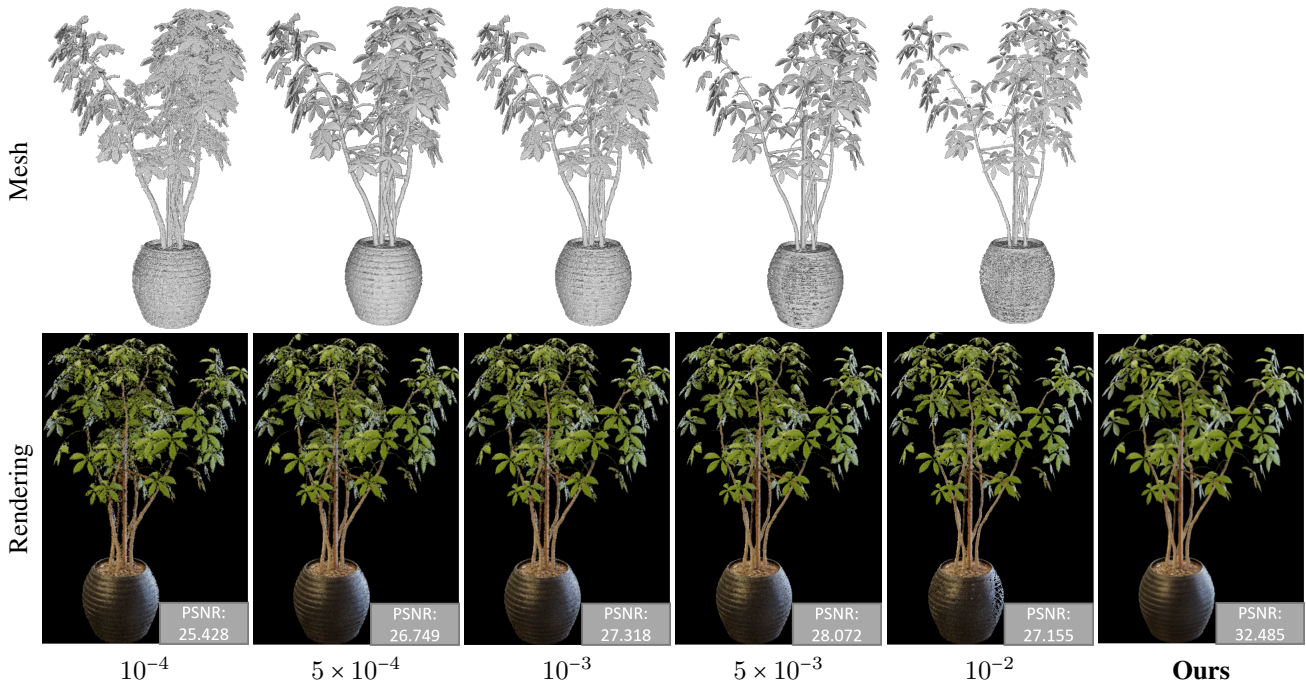 Mesh
Rendering
PSNR:
25.428
PSNR:
26.749
PSNR:
27.318
PSNR:
28.072
PSNR:
27.155
PSNR:
32.485
10⁻⁴
5 × 10⁻⁴
10⁻³
5 × 10⁻³
10⁻²
Ours